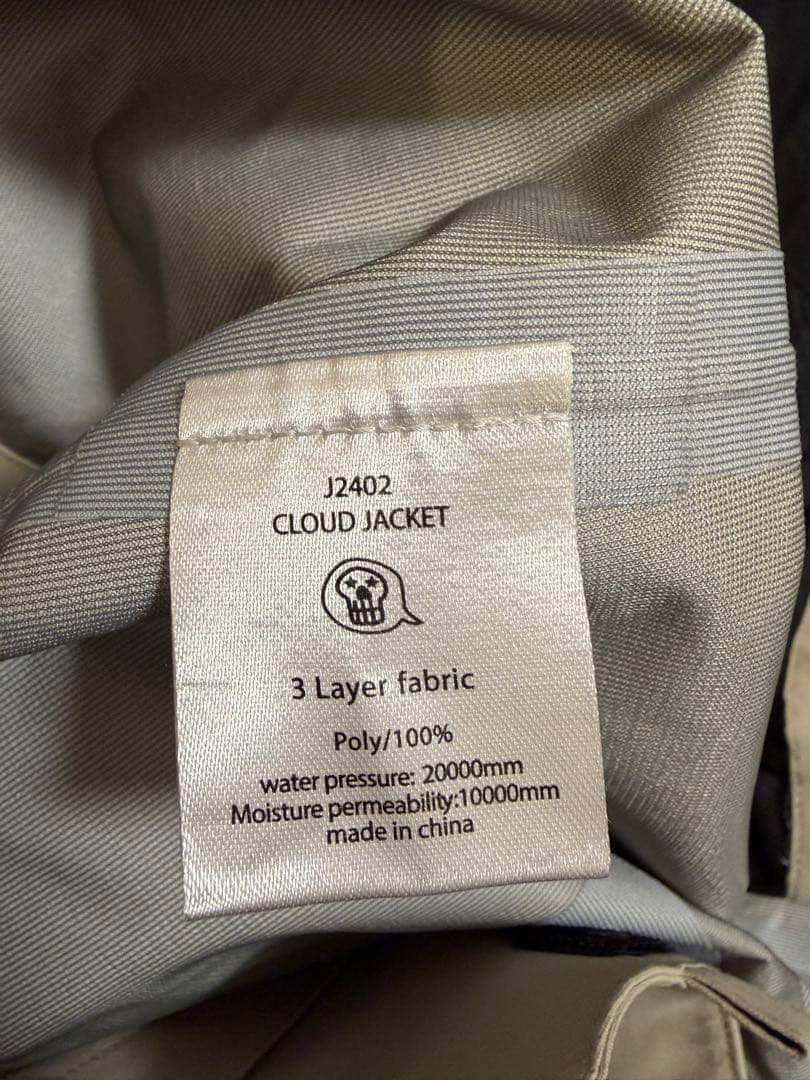 J2402
CLOUD JACKET
3 Layer fabric
Poly/100%
water pressure: 20000mm
Moisture permeability:10000mm
made in china